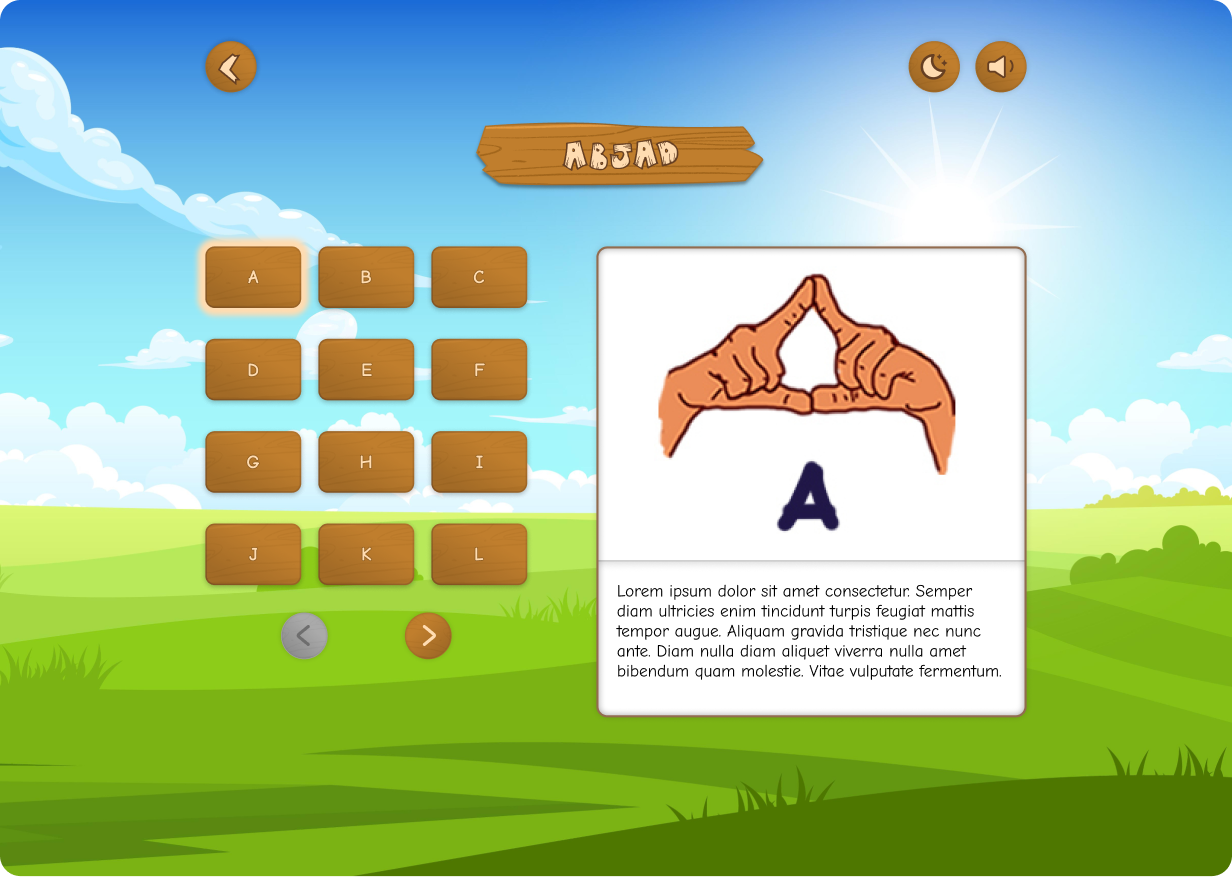 ABJAD
A
B
C
D
E
F
G
H
I
J
K
L
A
Lorem ipsum dolor sit amet consectetur. Semper
diam ultricies enim tincidunt turpis feugiat mattis
tempor augue. Aliquam gravida tristique nec nunc
ante. Diam nulla diam aliquet viverra nulla amet
bibendum quam molestie. Vitae vulputate fermentum.